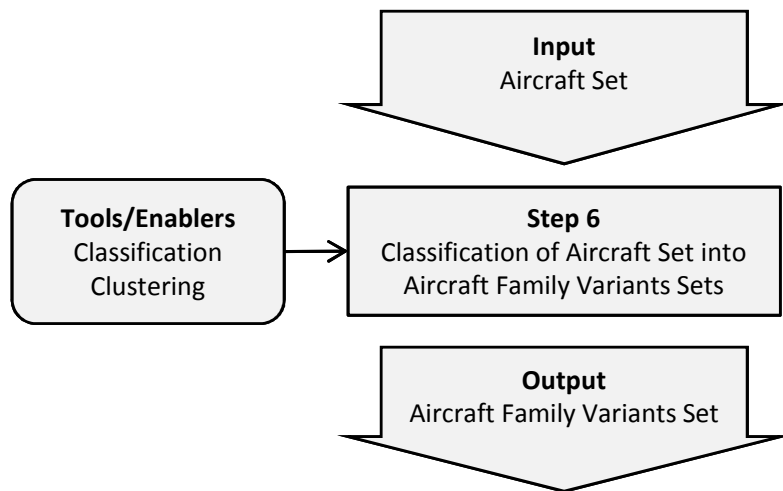 Input
Aircraft Set
Tools/Enablers
Classification
Clustering
Step 6
Classification of Aircraft Set into
Aircraft Family Variants Sets
Output
Aircraft Family Variants Set